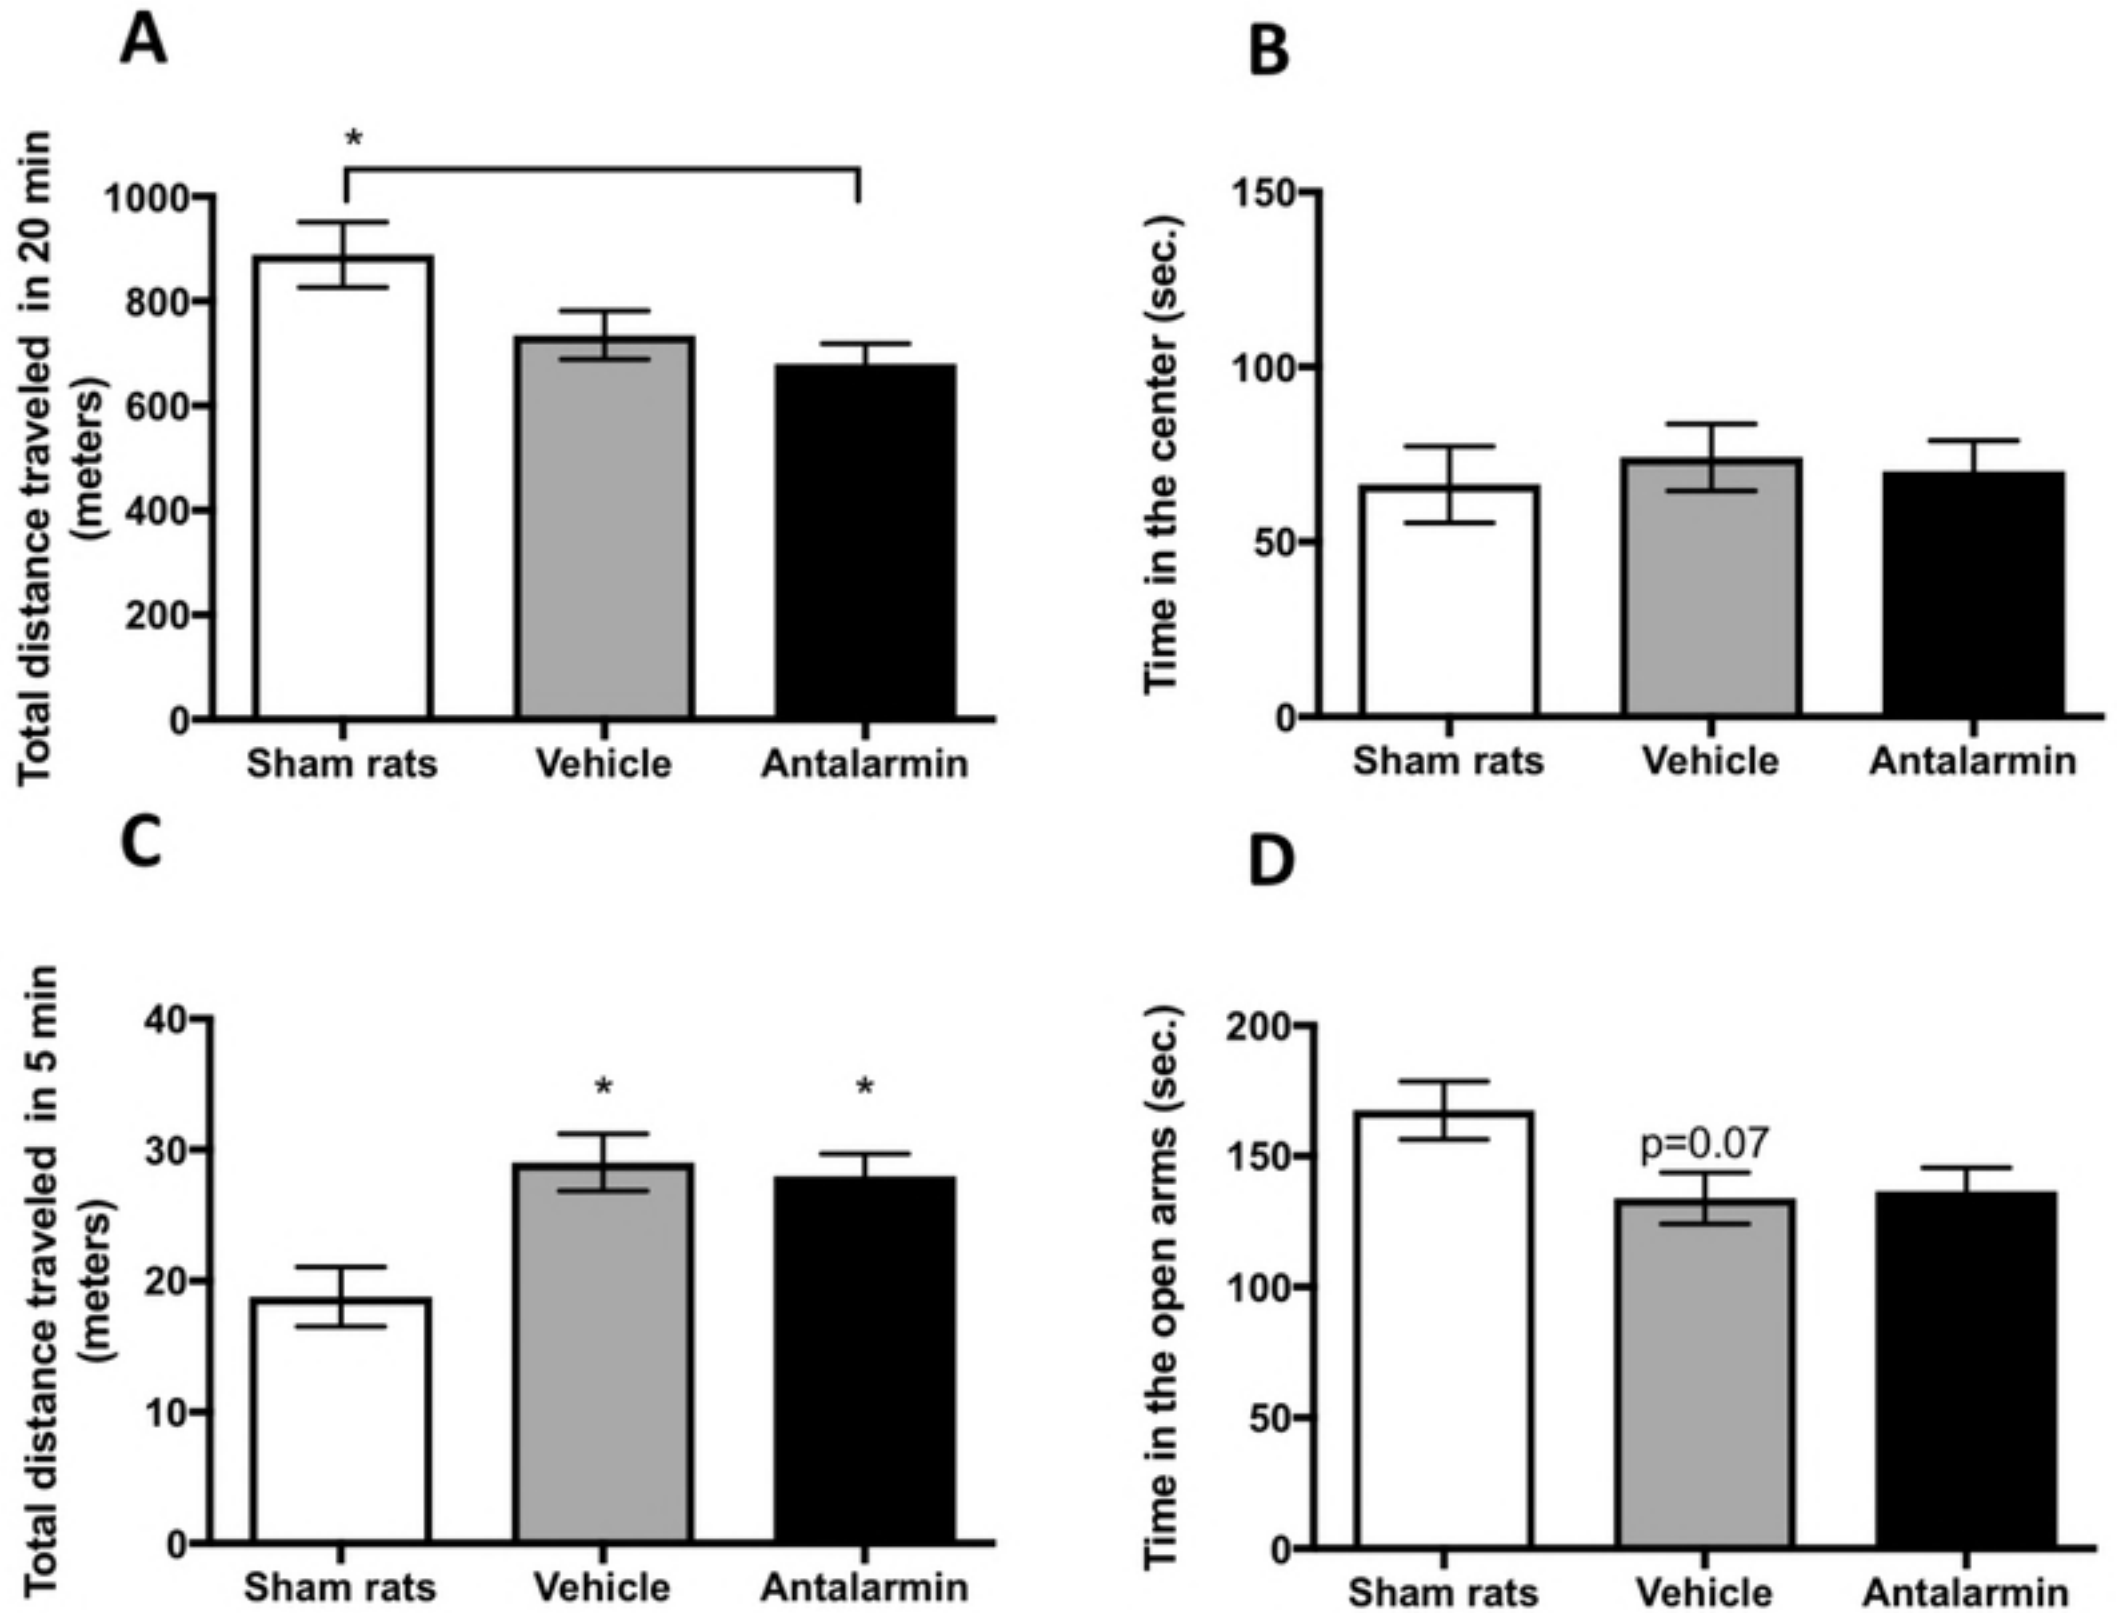 A
Total distance traveled in 20 min
(meters)
*
1000
800
600
400
200
0
Sham rats
Vehicle
Antalarmin
B
Time in the center (sec.)
150
100
50
0
Sham rats
Vehicle
Antalarmin
C
Total distance traveled in 5 min
(meters)
40
30
20
10
0
*
*
Sham rats
Vehicle
Antalarmin
D
Time in the open arms (sec.)
200
150
100
50
0
p=0.07
Sham rats
Vehicle
Antalarmin